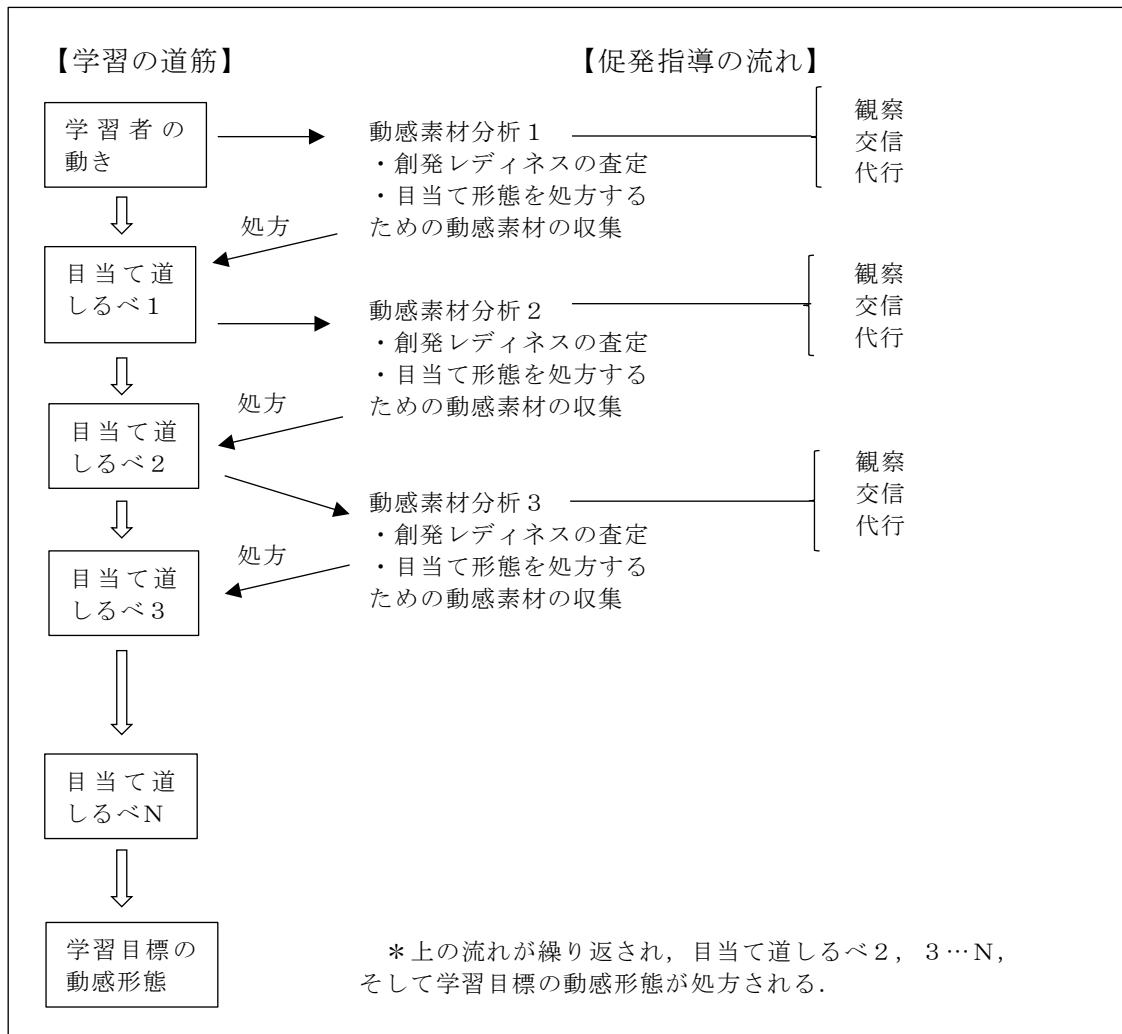 【学習の道筋】
【促発指導の流れ】
学習者の
動き
動感素材分析１
・創発レディネスの査定
・目当て形態を処方する
ための動感素材の収集
観察
交信
代行
処方
目当て道
しるべ１
動感素材分析２
・創発レディネスの査定
・目当て形態を処方する
ための動感素材の収集
観察
交信
代行
処方
目当て道
しるべ２
動感素材分析３
・創発レディネスの査定
・目当て形態を処方する
ための動感素材の収集
観察
交信
代行
処方
目当て道
しるべ３
目当て道
しるべＮ
学習目標の
動感形態
＊上の流れが繰り返され，目当て道しるべ２，３…Ｎ，
そして学習目標の動感形態が処方される．